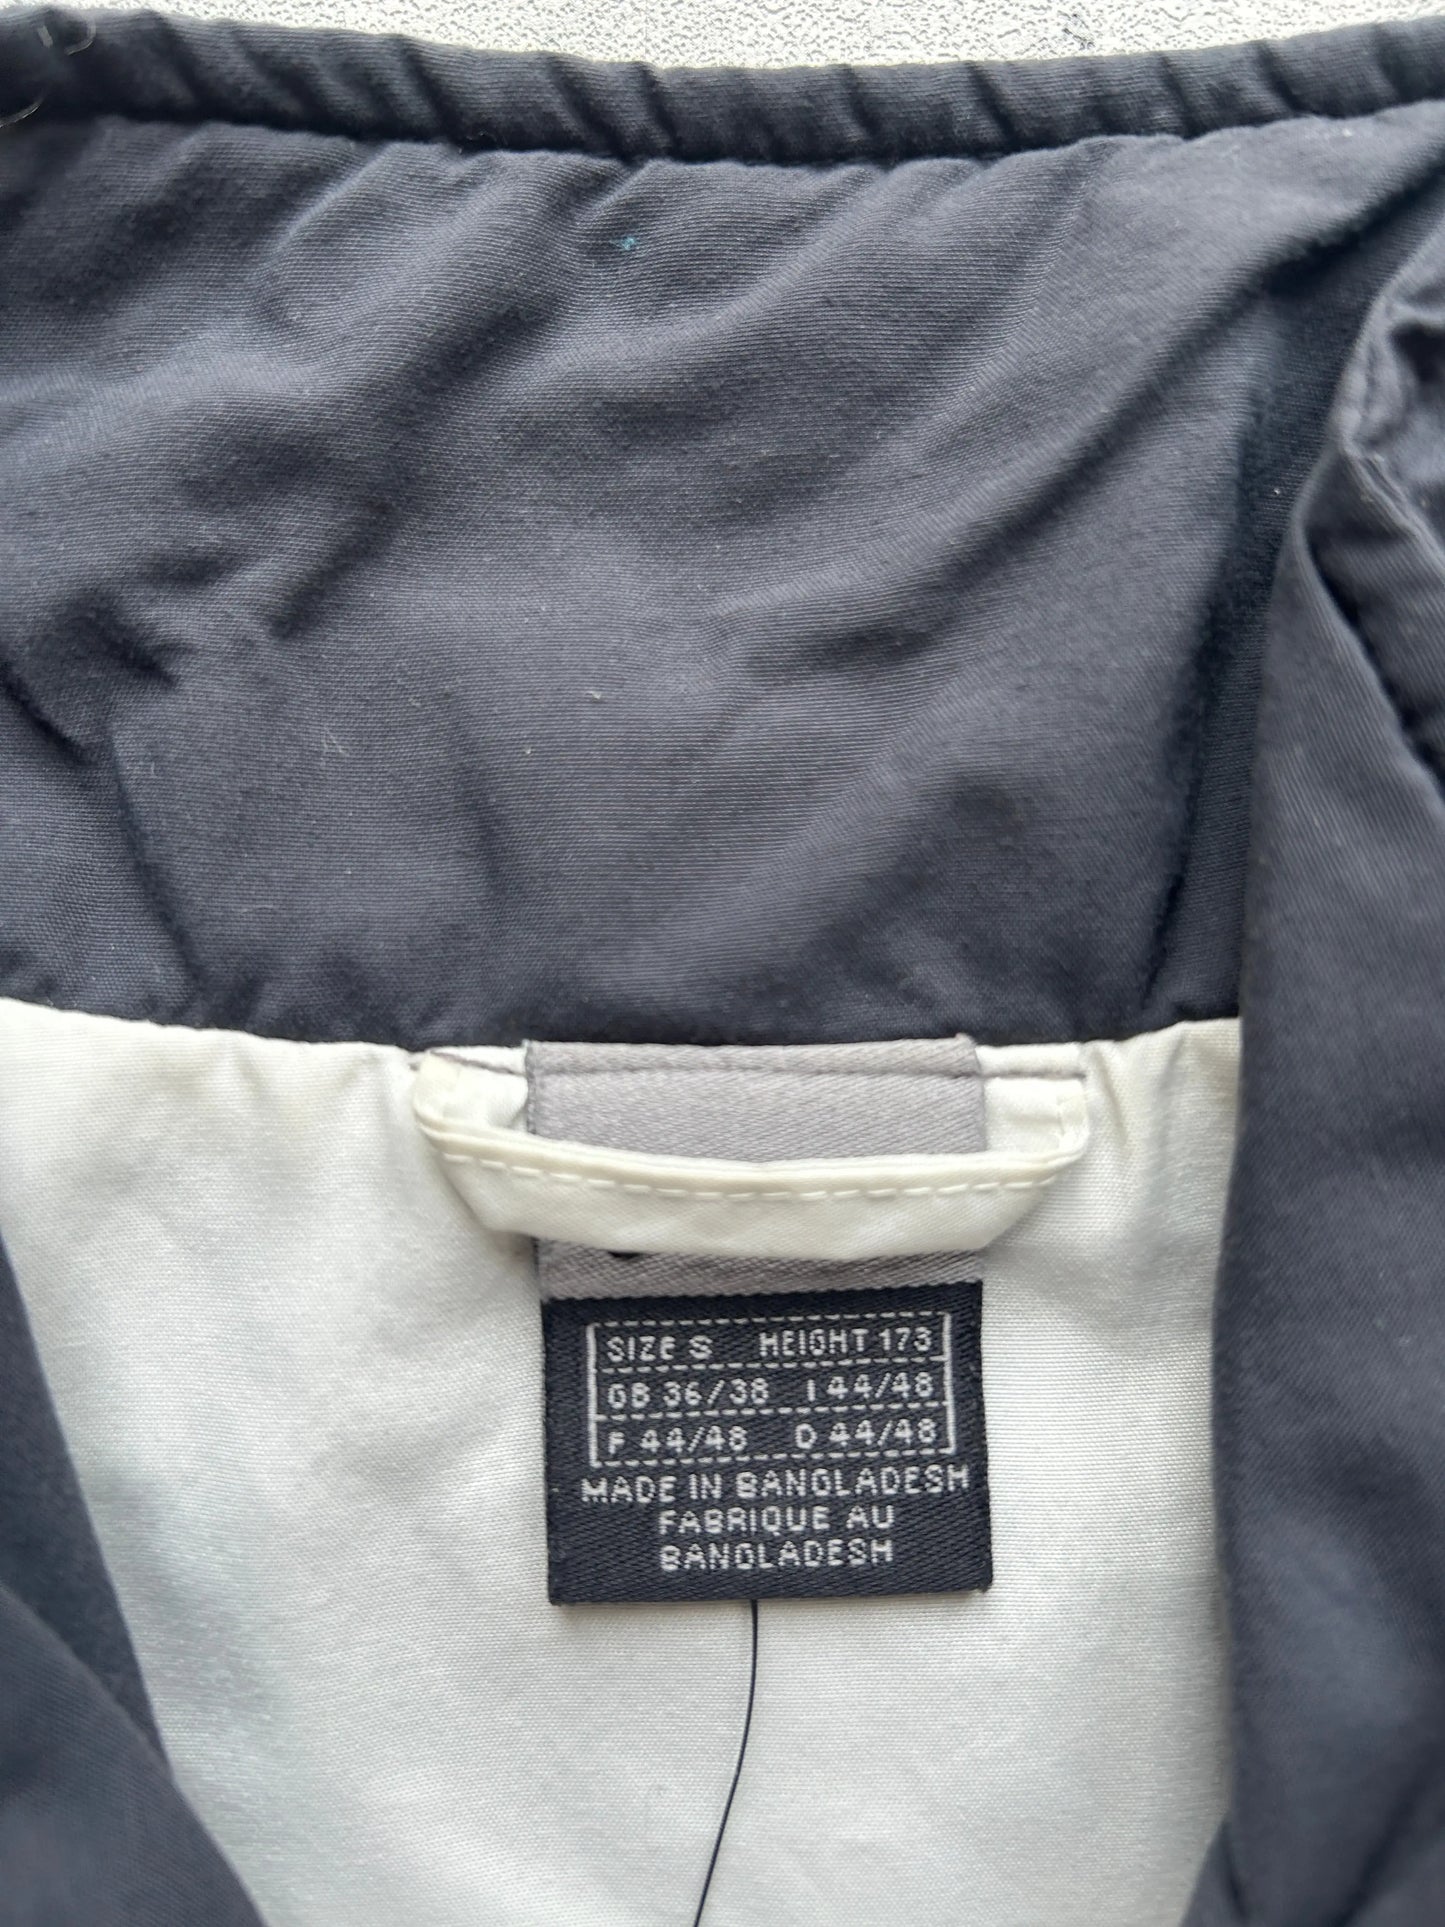 SIZE S HEIGHT 173
GB 36/38 I 44/48
F 44/48 D 44/48
MADE IN BANGLADESH
FABRIQUE AU
BANGLADESH